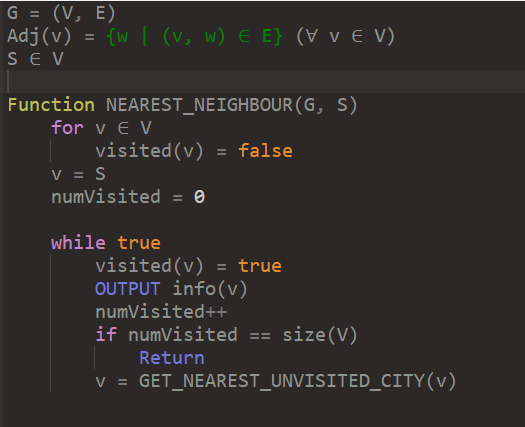 G = (V, E)
Adj(v) = {w | (v, w) ∈ E} (∀ v ∈ V)
S ∈ V
Function NEAREST_NEIGHBOUR(G, S)
for v ∈ V
visited(v) = false
v = S
numVisited = 0
while true
visited(v) = true
OUTPUT info(v)
numVisited++
if numVisited == size(V)
Return
v = GET_NEAREST_UNVISITED_CITY(v)